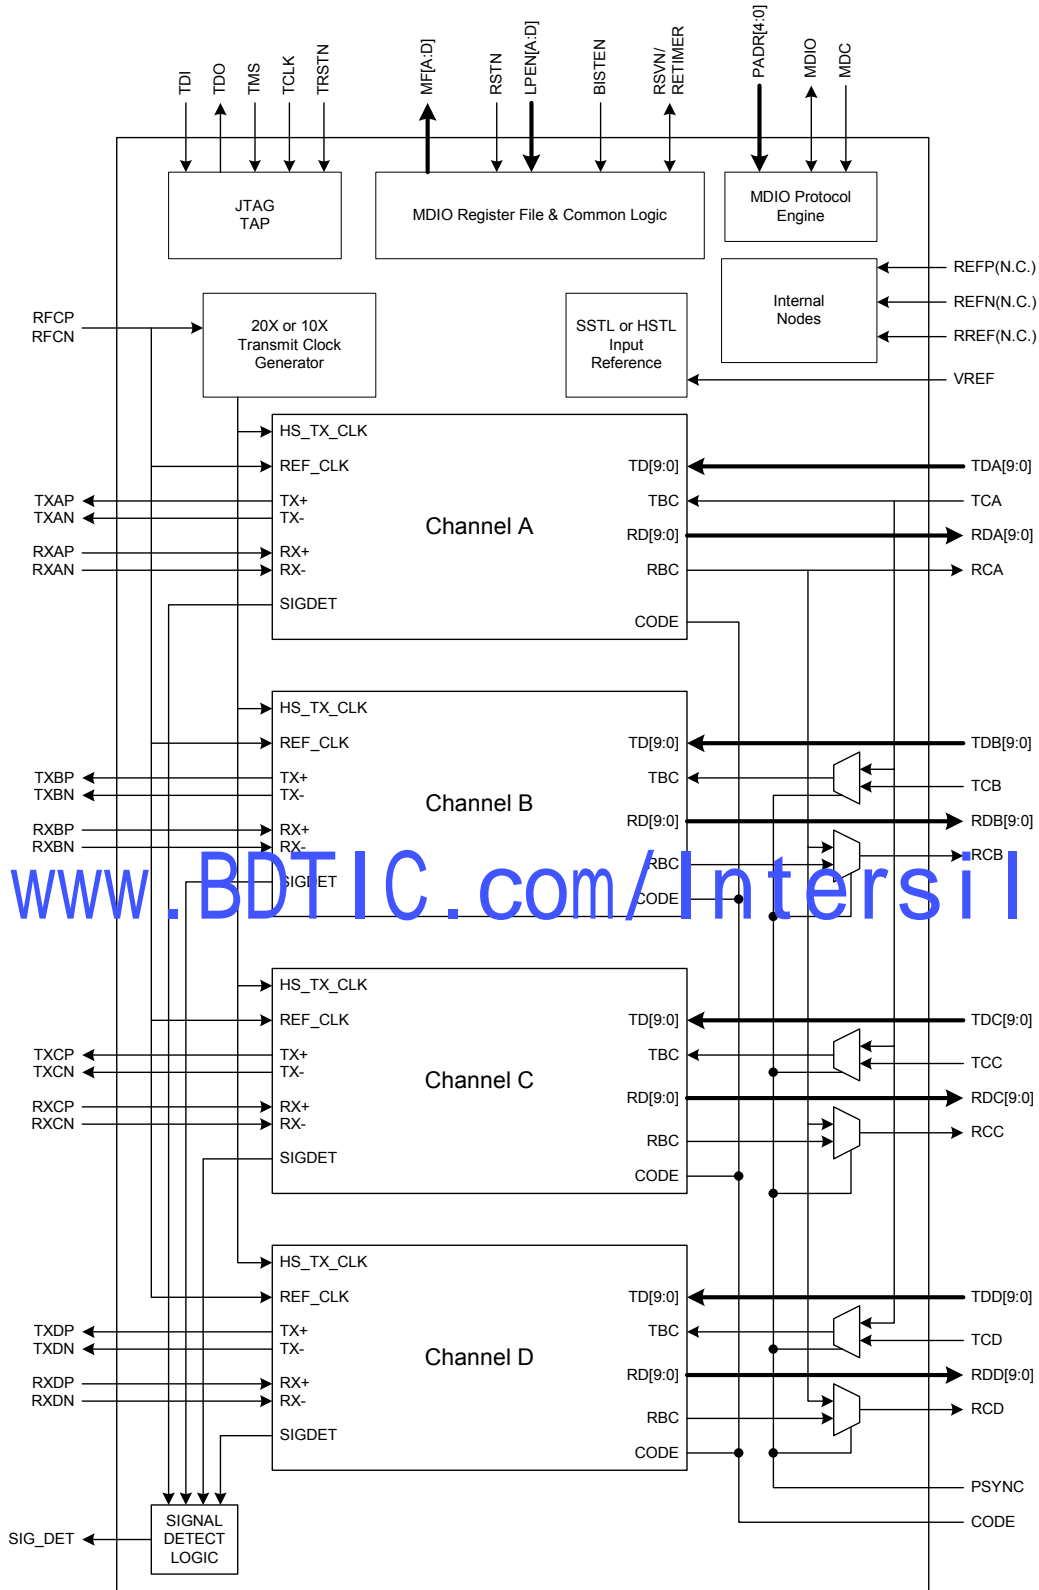 TDI
TDO
TMS
TCLK
TRSTN
MF[A:D]
RSTN
LPEN[A:D]
BISTEN
RSVN/
RETIMER
PADR[4:0]
MDIO
MDC
JTAG
TAP
MDIO Register File & Common Logic
MDIO Protocol
Engine
REFP(N.C.)
REFN(N.C.)
RREF(N.C.)
Internal
Nodes
RFCP
RFCN
20X or 10X
Transmit Clock
Generator
SSTL or HSTL
Input
Reference
VREF
HS_TX_CLK
REF_CLK
TX+
TX-
RX+
RX-
SIGDET
Channel A
TD[9:0]
TBC
RD[9:0]
RBC
CODE
TXAP
TXAN
RXAP
RXAN
TDA[9:0]
TCA
RDA[9:0]
RCA
HS_TX_CLK
REF_CLK
TX+
TX-
RX+
RX-
SIGDET
Channel B
TD[9:0]
TBC
RD[9:0]
RBC
CODE
TXBP
TXBN
RXBP
RXBN
TDB[9:0]
TCB
RDB[9:0]
RCB
www.BDTIC.com/Intersil
HS_TX_CLK
REF_CLK
TX+
TX-
RX+
RX-
SIGDET
Channel C
TD[9:0]
TBC
RD[9:0]
RBC
CODE
TXCP
TXCN
RXCP
RXCN
TDC[9:0]
TCC
RDC[9:0]
RCC
HS_TX_CLK
REF_CLK
TX+
TX-
RX+
RX-
SIGDET
Channel D
TD[9:0]
TBC
RD[9:0]
RBC
CODE
TXDP
TXDN
RXDP
RXDN
TDD[9:0]
TCD
RDD[9:0]
RCD
PSYNC
CODE
SIGNAL
DETECT
LOGIC
SIG_DET